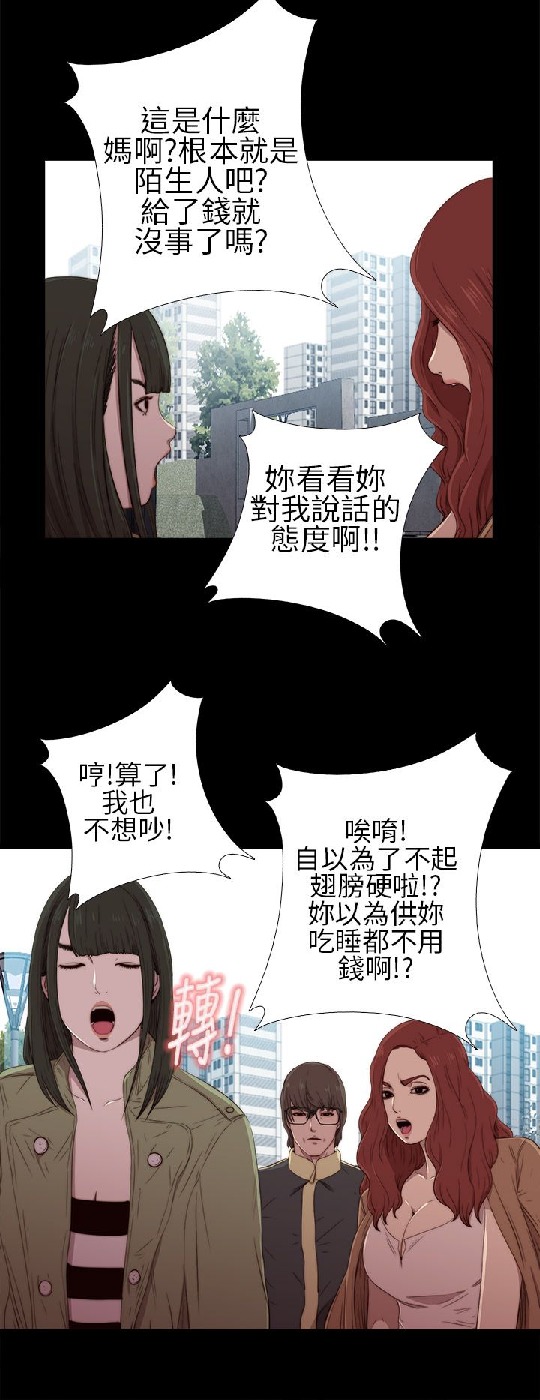 這是什麼
媽啊?根本就是
陌生人吧?
給了錢就
沒事了嗎?
妳看看妳
對我說話的
態度啊!!
哼!算了!
我也
不想吵!
唉唷!
自以為了不起
翅膀硬啦!?
妳以為供妳
吃睡都不用
錢啊!?
轉!